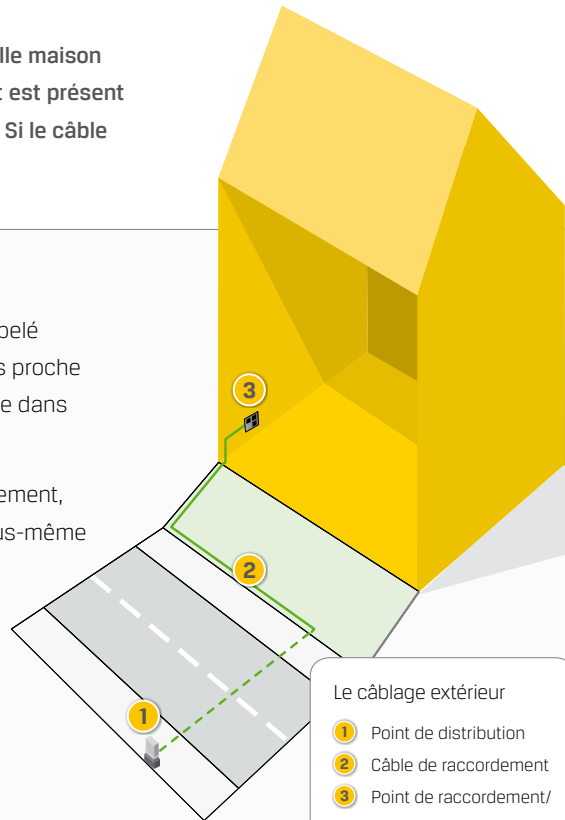 lle maison
t est présent
Si le câble
pelé
s proche
e dans
ement,
us-même
3
2
1
Le câblage extérieur
1 Point de distribution
2 Câble de raccordement
3 Point de raccordement/